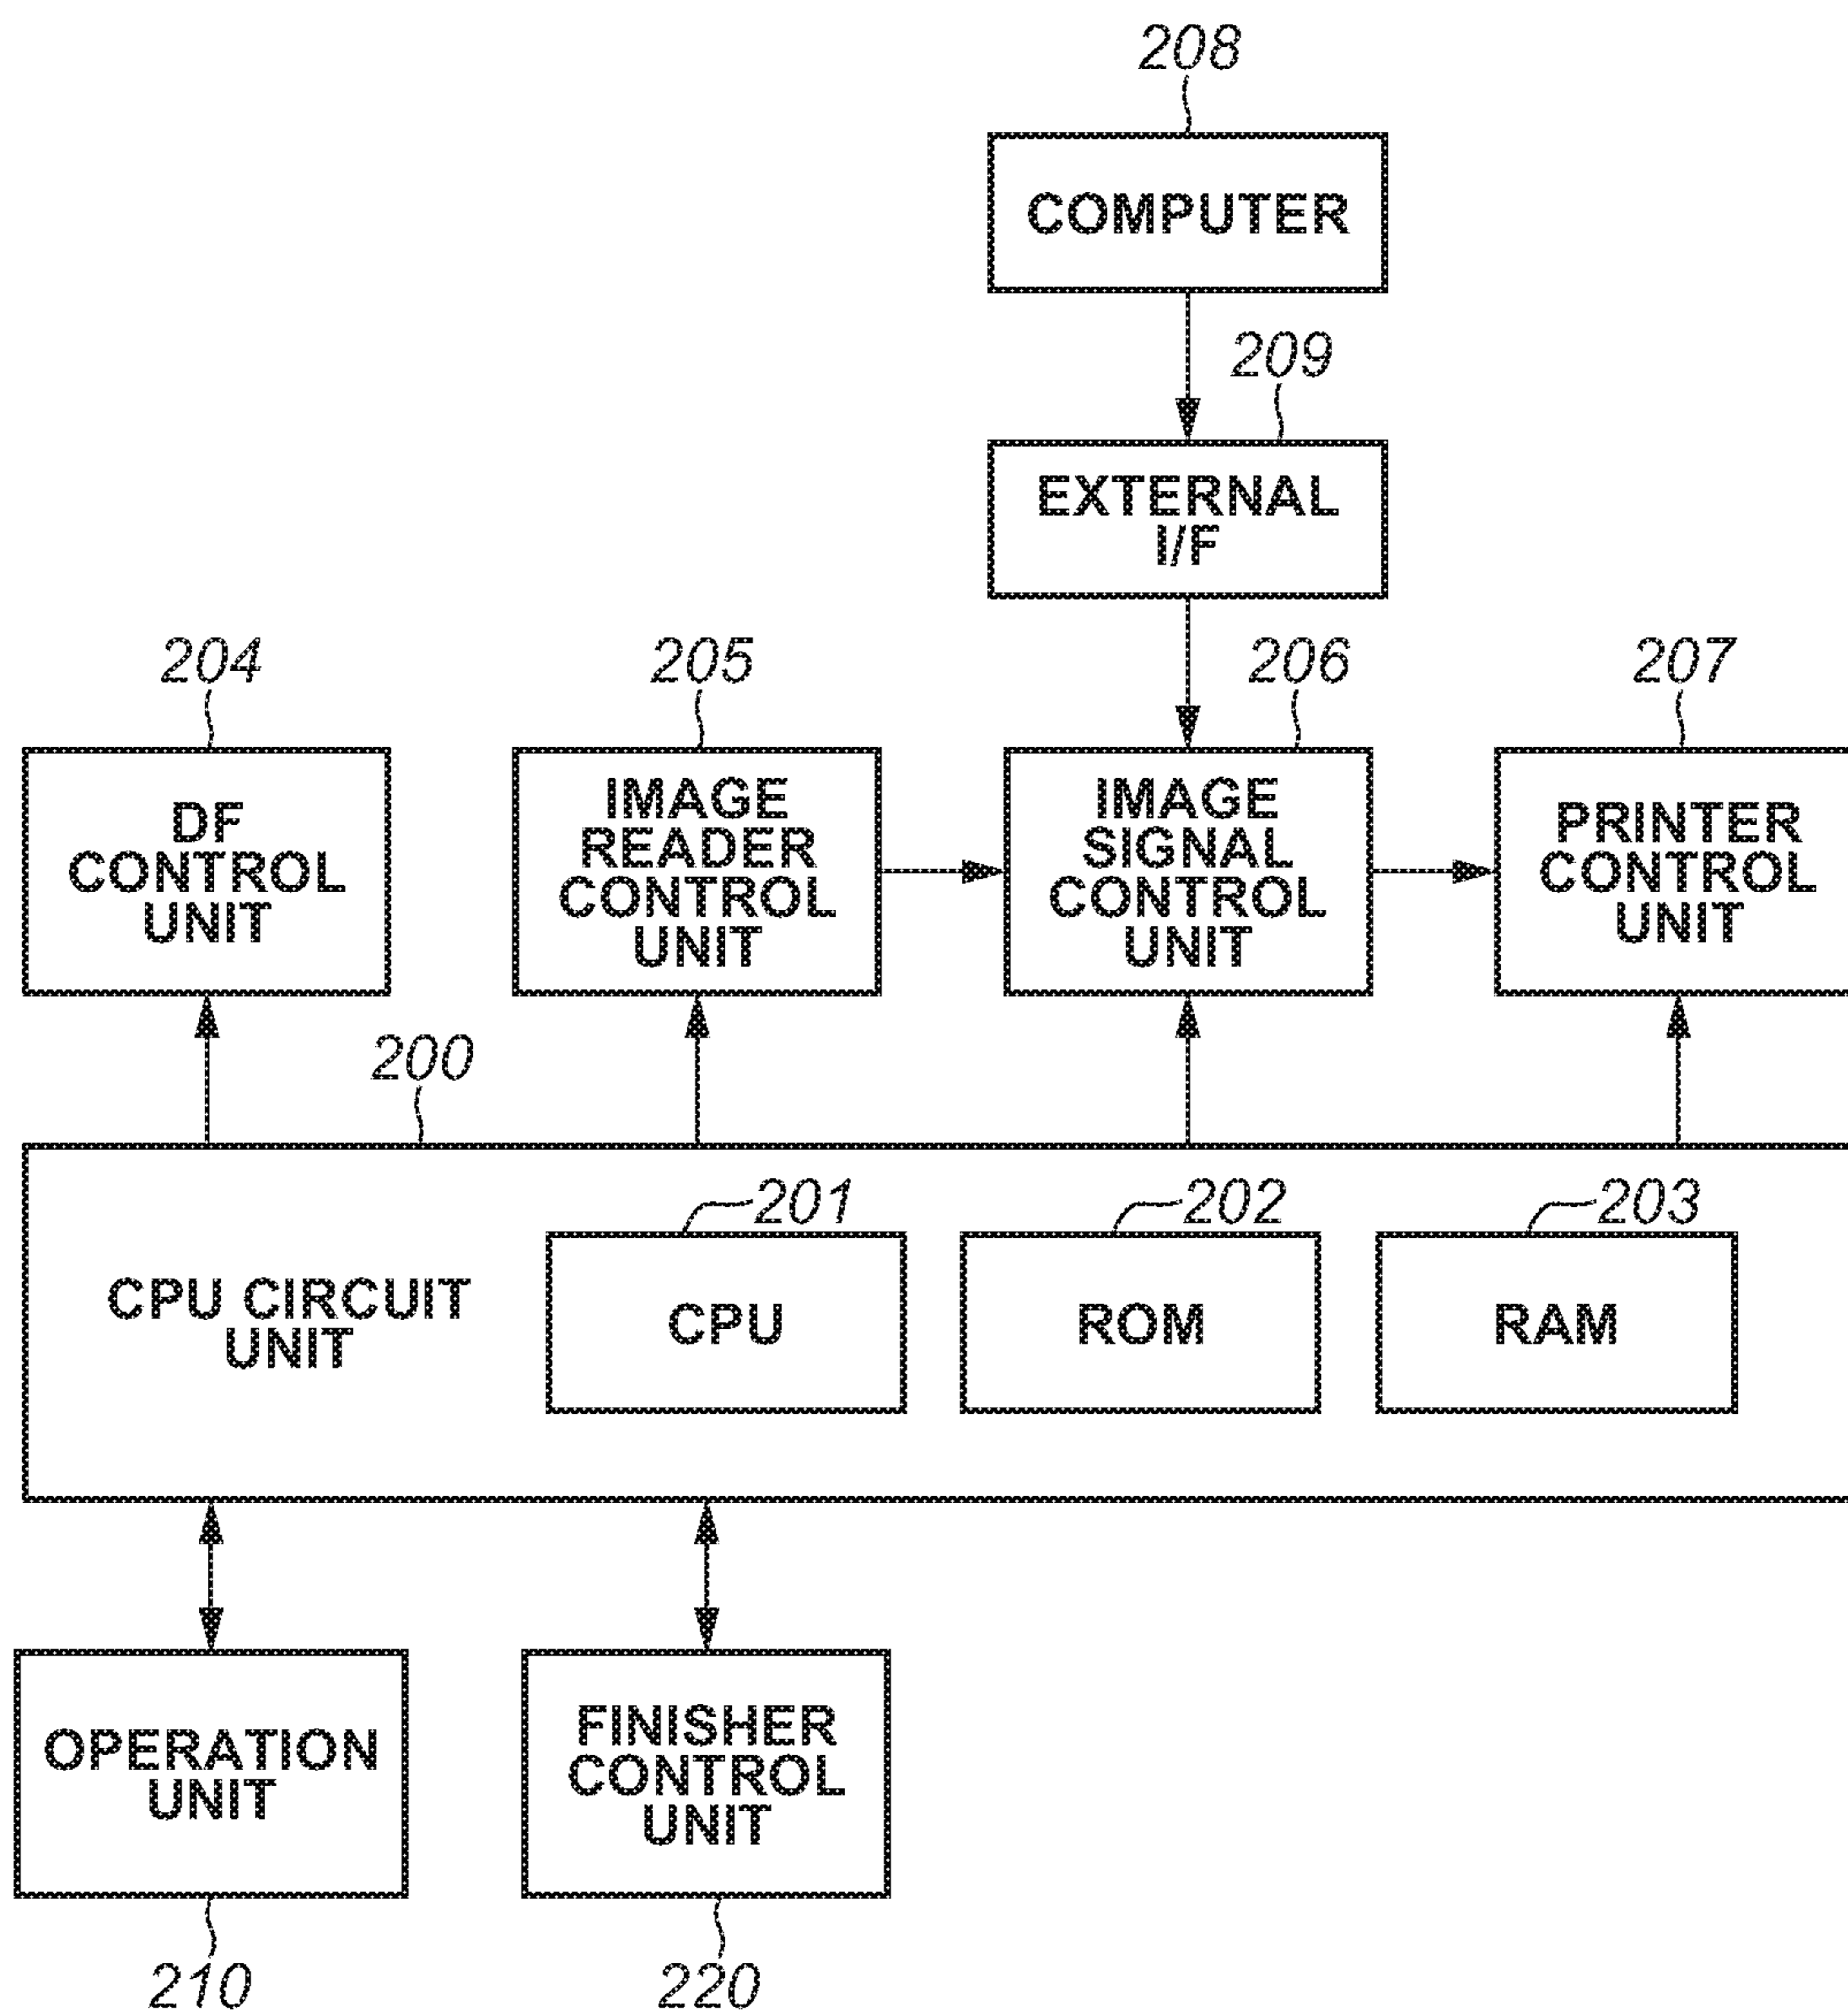 208
COMPUTER
209
EXTERNAL
I/F
204
205
206
207
DF
CONTROL
UNIT
IMAGE
READER
CONTROL
UNIT
IMAGE
SIGNAL
CONTROL
UNIT
PRINTER
CONTROL
UNIT
200
CPU CIRCUIT
UNIT
201
CPU
202
ROM
203
RAM
OPERATION
UNIT
FINISHER
CONTROL
UNIT
210
220